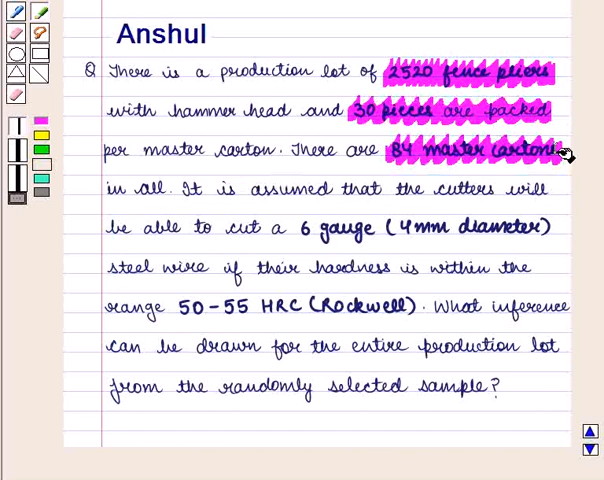 Anshul
Q There is a production lot of 2520 fence pliers
with hammer head and 30 pieces are packed
per master carton. There are 84 master cartons
in all. It is assumed that the cutters will
be able to cut a 6 gauge (4mm diameter)
steel wire if their hardness is within the
range 50-55 HRC (Rockwell). What inference
can be drawn for the entire production lot
from the randomly selected sample?